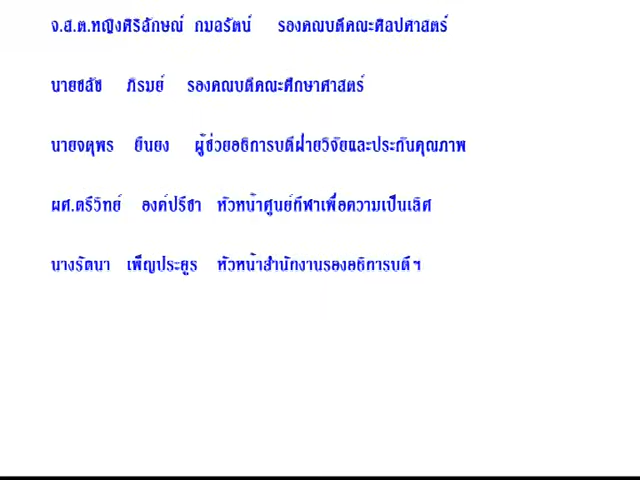 จ.ส.ต.หญิงศิริลักษณ์ กมลรัตน์ รองคณบดีคณะศิลปศาสตร์
นายชลัช ภิรมย์ รองคณบดีคณะศึกษาศาสตร์
นายจตุพร ยืนยง ผู้ช่วยอธิการบดีฝ่ายวิจัยและประกันคุณภาพ
ผศ.ตรีวิทย์ องค์ปรีชา หัวหน้าศูนย์กีฬาเพื่อความเป็นเลิศ
นางรัตนา เพ็ญประยูร หัวหน้าสำนักงานรองอธิการบดีฯ